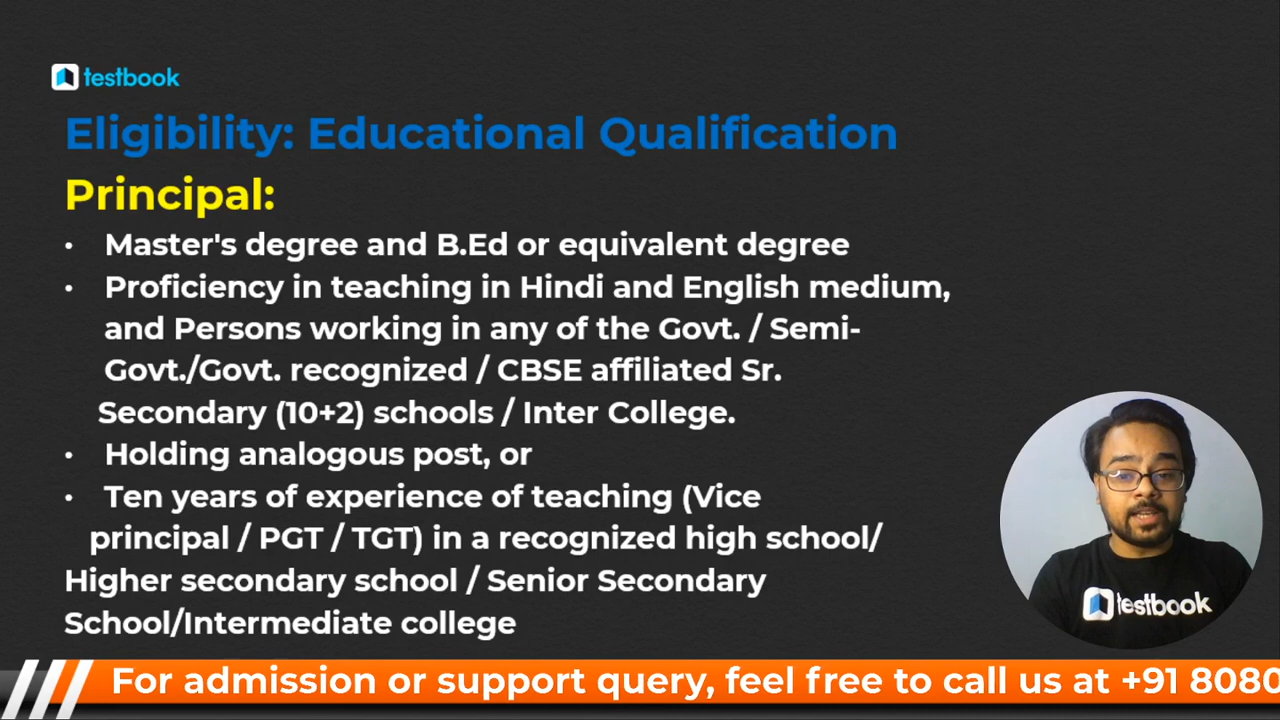 testbook
Eligibility: Educational Qualification
Principal:
• Master's degree and B.Ed or equivalent degree
• Proficiency in teaching in Hindi and English medium,
and Persons working in any of the Govt. / Semi-
Govt./Govt. recognized / CBSE affiliated Sr.
Secondary (10+2) schools / Inter College.
• Holding analogous post, or
• Ten years of experience of teaching (Vice
principal / PGT / TGT) in a recognized high school/
Higher secondary school / Senior Secondary
School/Intermediate college
testbook
For admission or support query, feel free to call us at +91 8080